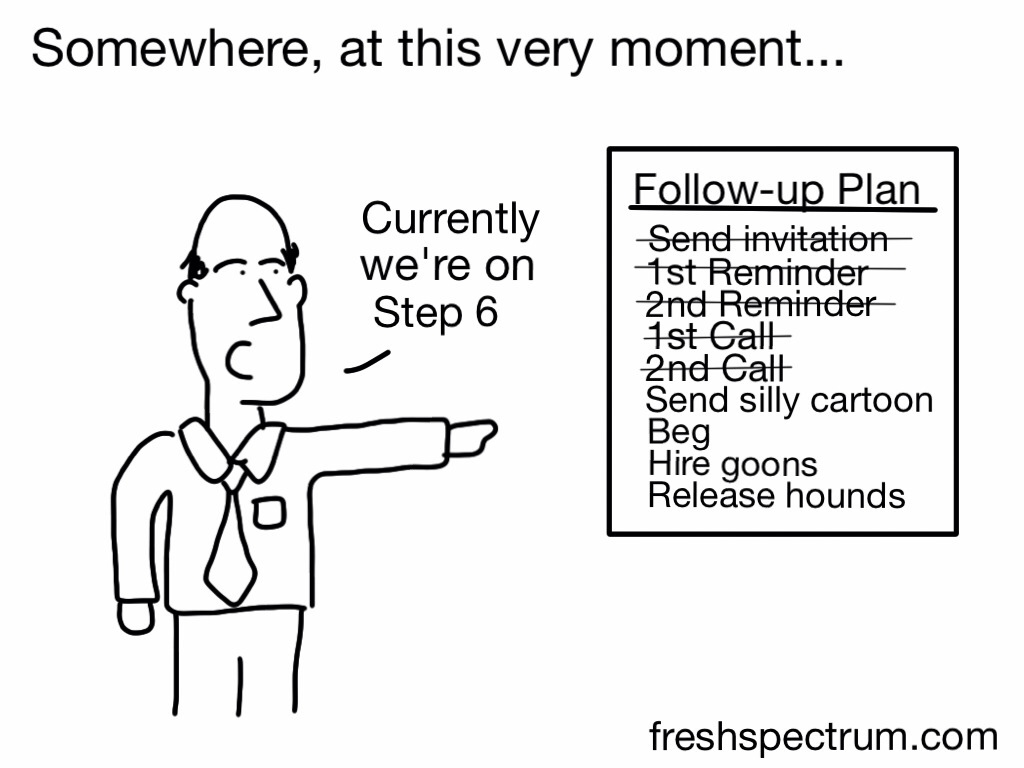 Somewhere, at this very moment...
Currently
we're on
Step 6
Follow-up Plan
Send invitation
1st Reminder
2nd Reminder
1st Call
2nd Call
Send silly cartoon
Beg
Hire goons
Release hounds
freshspectrum.com